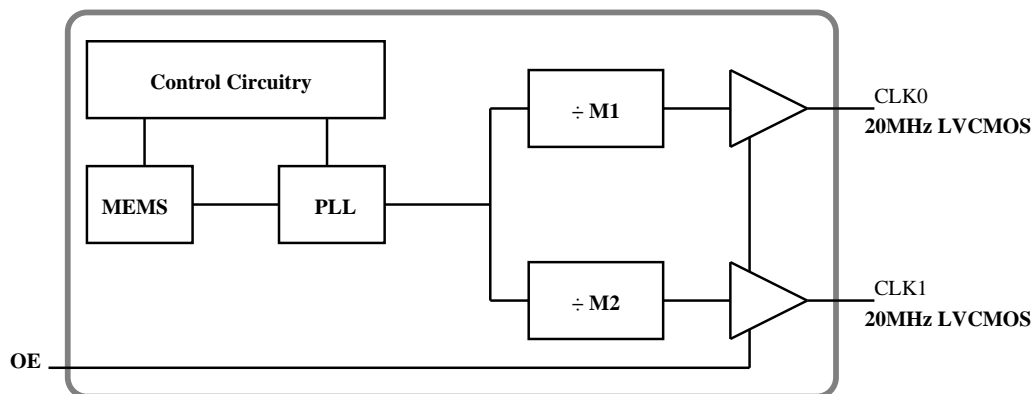 Control Circuitry
MEMS
PLL
÷ M1
÷ M2
CLK0
20MHz LVCMOS
CLK1
20MHz LVCMOS
OE